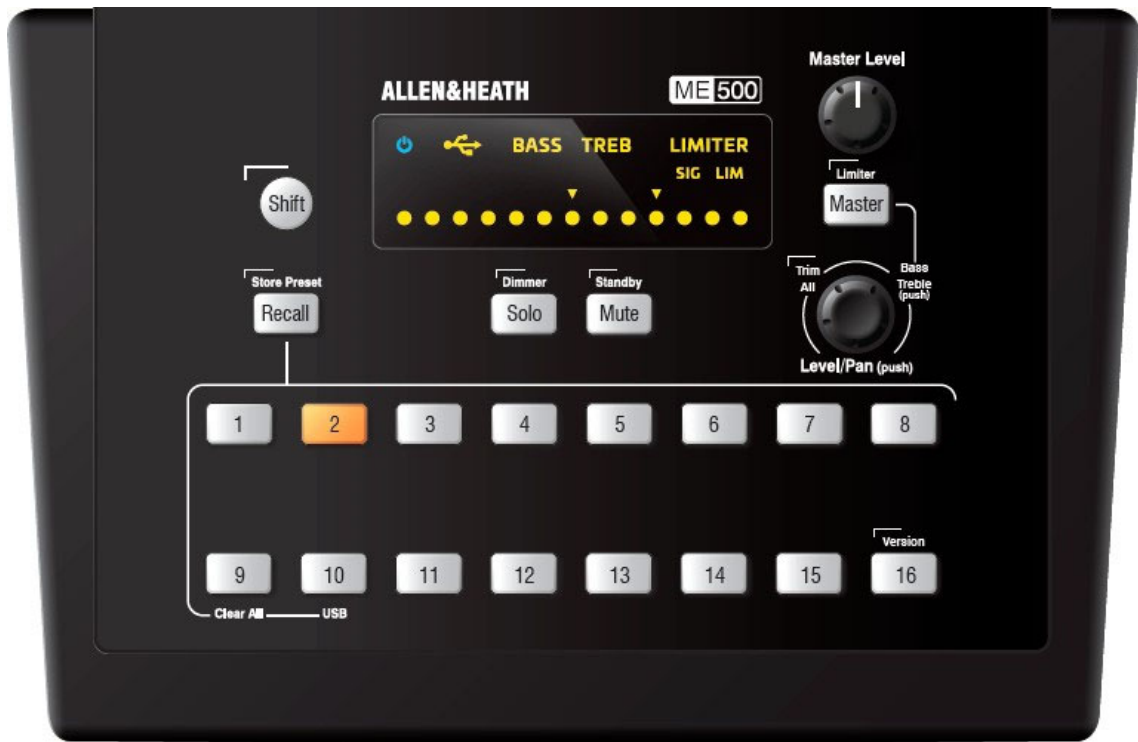 Master Level
ALLEN&HEATH ME 500
BASS TREB LIMITER
SIG LIM
Shift
Limiter
Master
Store Preset
Recall
Dimmer
Solo
Standby
Mute
Trim
All
Bass
Treble
(push)
Level/Pan (push)
1 2 3 4 5 6 7 8
Version
9 10 11 12 13 14 15 16
Clear All USB